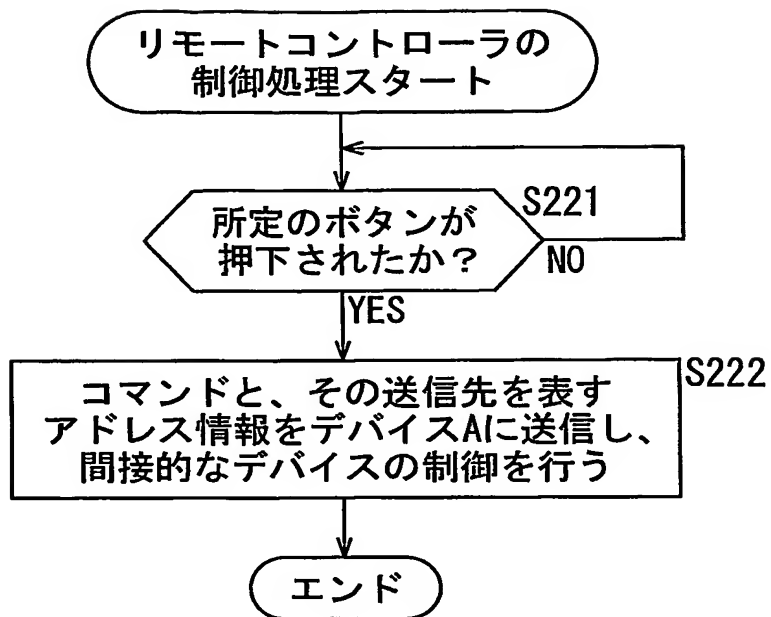 リモートコントローラの
制御処理スタート
S221
所定のボタンが
押下されたか？
NO
YES
S222
コマンドと、その送信先を表す
アドレス情報をデバイスAに送信し、
間接的なデバイスの制御を行う
エンド